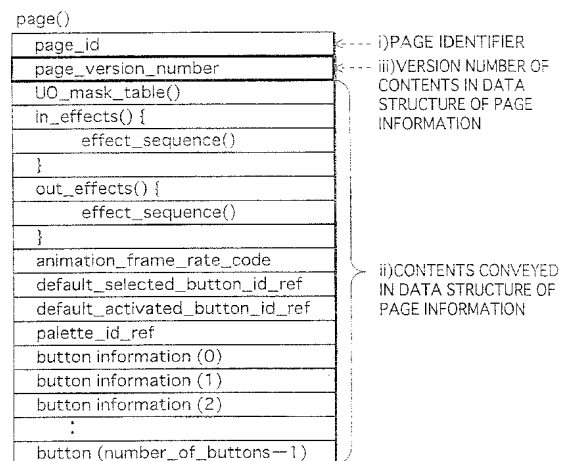 page()
page_id
i)PAGE IDENTIFIER
page_version_number
iii)VERSION NUMBER OF
CONTENTS IN DATA
STRUCTURE OF PAGE
INFORMATION
UO_mask_table()
in_effects() {
effect_sequence()
}
out_effects() {
effect_sequence()
}
animation_frame_rate_code
default_selected_button_id_ref
default_activated_button_id_ref
palette_id_ref
button information (0)
button information (1)
button information (2)
:
button (number_of_buttons—1)
ii)CONTENTS CONVEYED
IN DATA STRUCTURE OF
PAGE INFORMATION